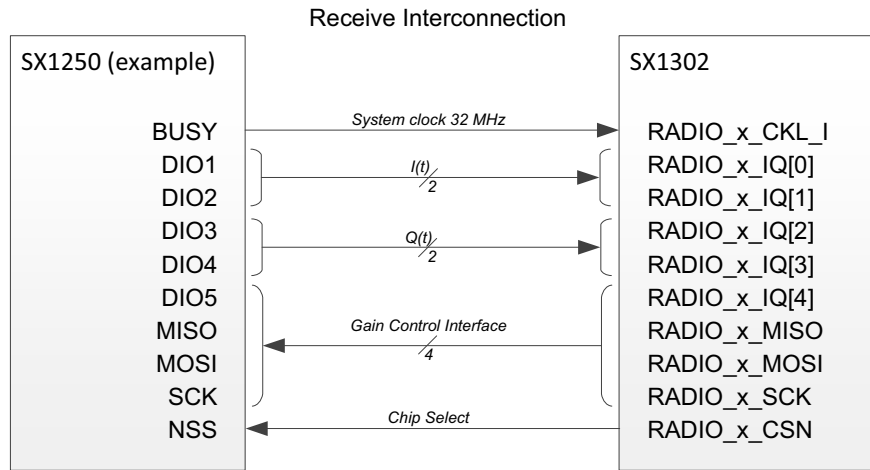 Receive Interconnection
SX1250 (example)
SX1302
BUSY
System clock 32 MHz
RADIO_x_CKL_I
DIO1
I(t)
2
RADIO_x_IQ[0]
DIO2
RADIO_x_IQ[1]
DIO3
Q(t)
2
RADIO_x_IQ[2]
DIO4
RADIO_x_IQ[3]
DIO5
RADIO_x_IQ[4]
MISO
Gain Control Interface
4
RADIO_x_MISO
MOSI
RADIO_x_MOSI
SCK
RADIO_x_SCK
NSS
Chip Select
RADIO_x_CSN